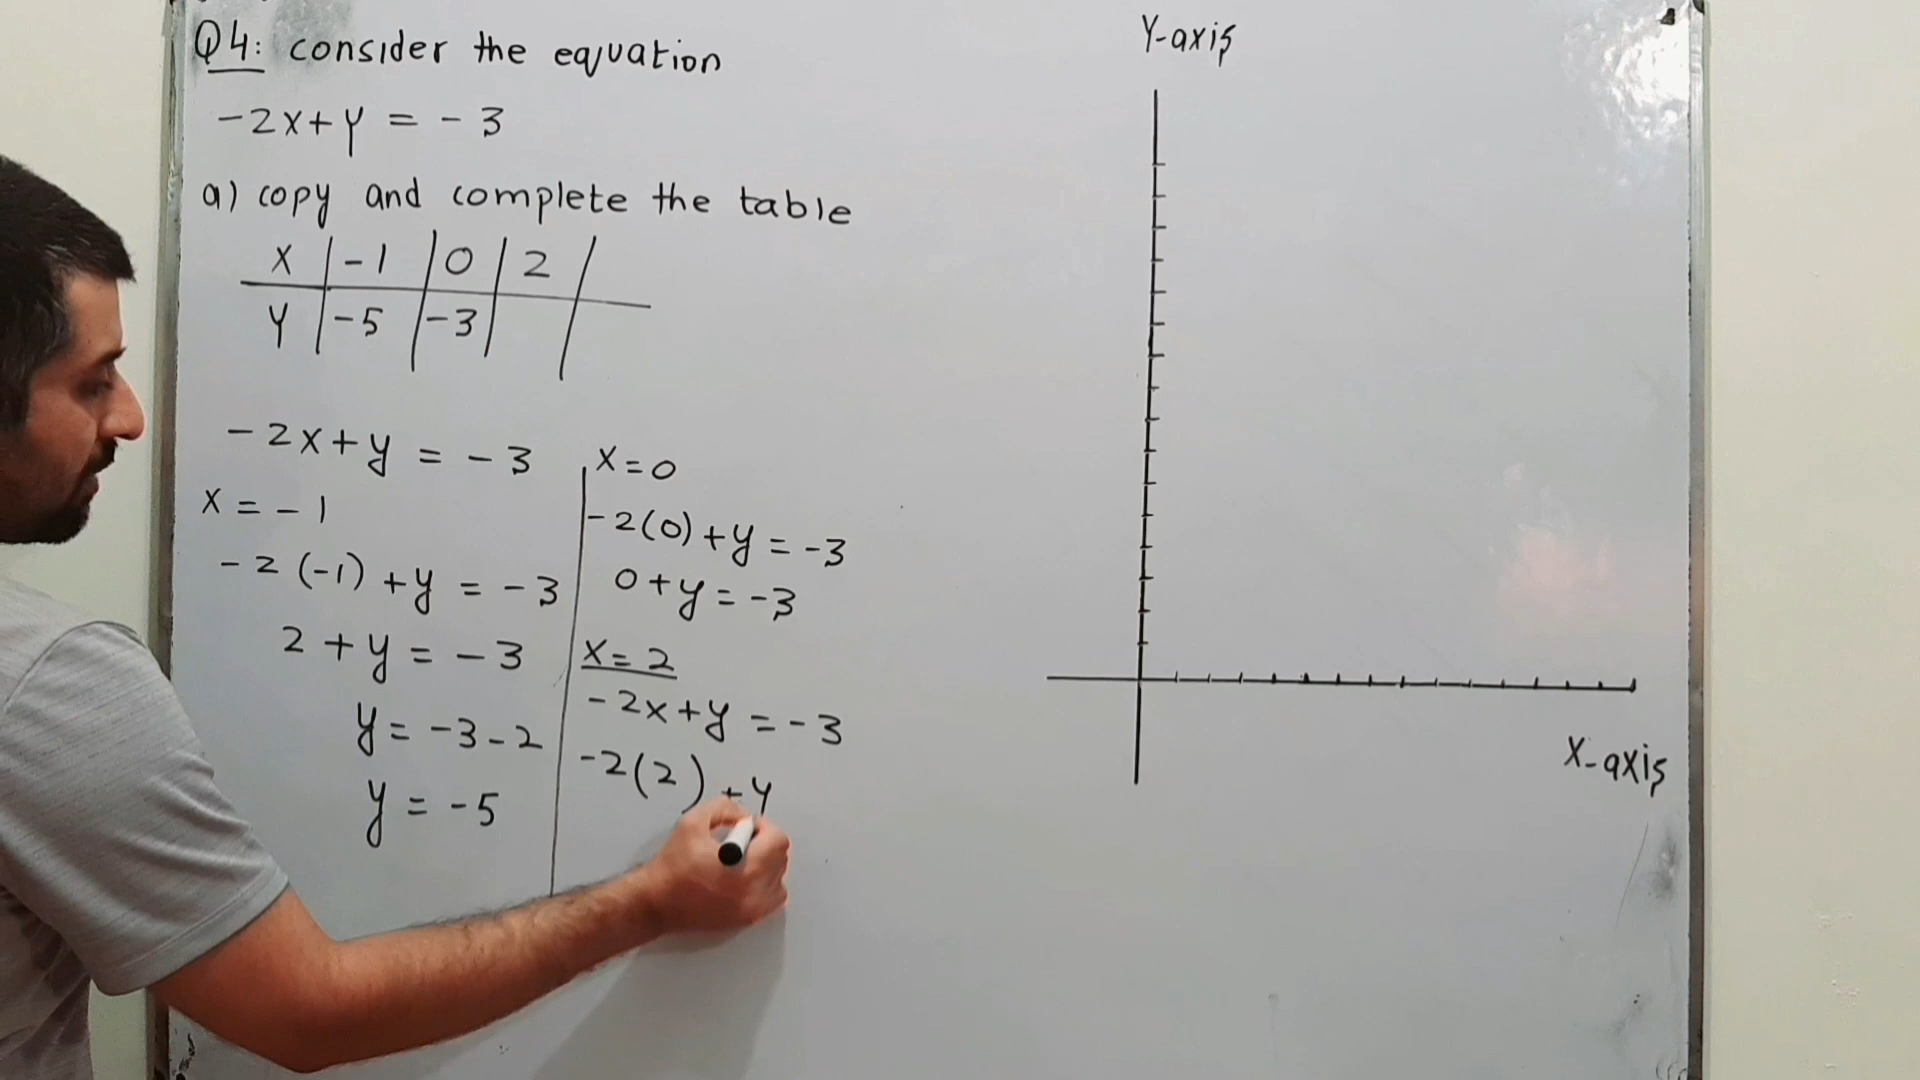 Q4: consider the equation
-2x+y = -3
a) copy and complete the table
X | -1 | 0 | 2 |
Y | -5 | -3 | |
-2x+y = -3
x = -1
-2(-1)+y = -3
2+y = -3
y = -3-2
y = -5
x=0
-2(0)+y=-3
0+y=-3
x=2
-2x+y=-3
-2(2)+y
Y-axis
X-axis